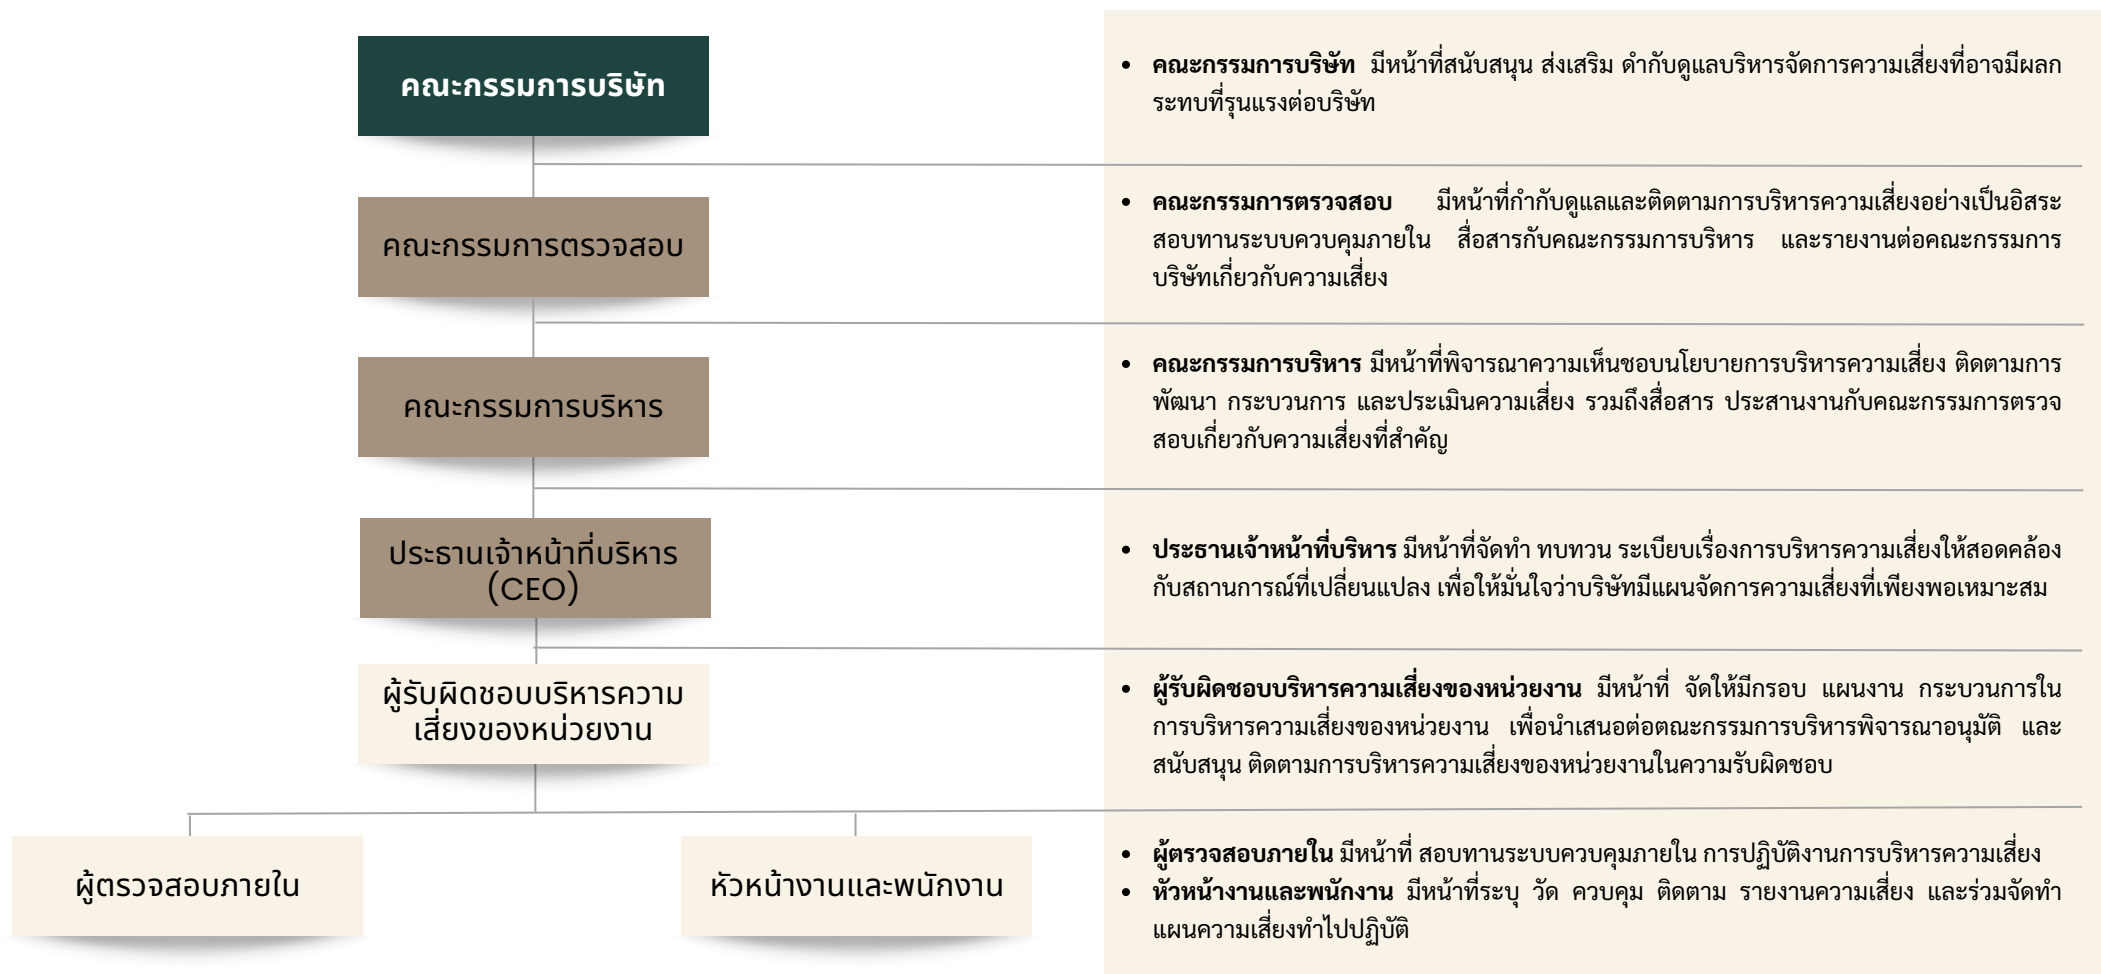 คณะกรรมการบริษัท
• คณะกรรมการบริษัท มีหน้าที่สนับสนุน ส่งเสริม ดำกับดูแลบริหารจัดการความเสี่ยงที่อาจมีผลก
ระทบที่รุนแรงต่อบริษัท
คณะกรรมการตรวจสอบ
• คณะกรรมการตรวจสอบ มีหน้าที่กำกับดูแลและติดตามการบริหารความเสี่ยงอย่างเป็นอิสระ
สอบทานระบบควบคุมภายใน สื่อสารกับคณะกรรมการบริหาร และรายงานต่อคณะกรรมการ
บริษัทเกี่ยวกับความเสี่ยง
คณะกรรมการบริหาร
• คณะกรรมการบริหาร มีหน้าที่พิจารณาความเห็นชอบนโยบายการบริหารความเสี่ยง ติดตามการ
พัฒนา กระบวนการ และประเมินความเสี่ยง รวมถึงสื่อสาร ประสานงานกับคณะกรรมการตรวจ
สอบเกี่ยวกับความเสี่ยงที่สำคัญ
ประธานเจ้าหน้าที่บริหาร
(CEO)
• ประธานเจ้าหน้าที่บริหาร มีหน้าที่จัดทำ ทบทวน ระเบียบเรื่องการบริหารความเสี่ยงให้สอดคล้อง
กับสถานการณ์ที่เปลี่ยนแปลง เพื่อให้มั่นใจว่าบริษัทมีแผนจัดการความเสี่ยงที่เพียงพอเหมาะสม
ผู้รับผิดชอบบริหารความ
เสี่ยงของหน่วยงาน
• ผู้รับผิดชอบบริหารความเสี่ยงของหน่วยงาน มีหน้าที่ จัดให้มีกรอบ แผนงาน กระบวนการใน
การบริหารความเสี่ยงของหน่วยงาน เพื่อนำเสนอต่อตณะกรรมการบริหารพิจารณาอนุมัติ และ
สนับสนุน ติดตามการบริหารความเสี่ยงของหน่วยงานในความรับผิดชอบ
ผู้ตรวจสอบภายใน
หัวหน้างานและพนักงาน
• ผู้ตรวจสอบภายใน มีหน้าที่ สอบทานระบบควบคุมภายใน การปฏิบัติงานการบริหารความเสี่ยง
• หัวหน้างานและพนักงาน มีหน้าที่ระบุ วัด ควบคุม ติดตาม รายงานความเสี่ยง และร่วมจัดทำ
แผนความเสี่ยงทำไปปฏิบัติ